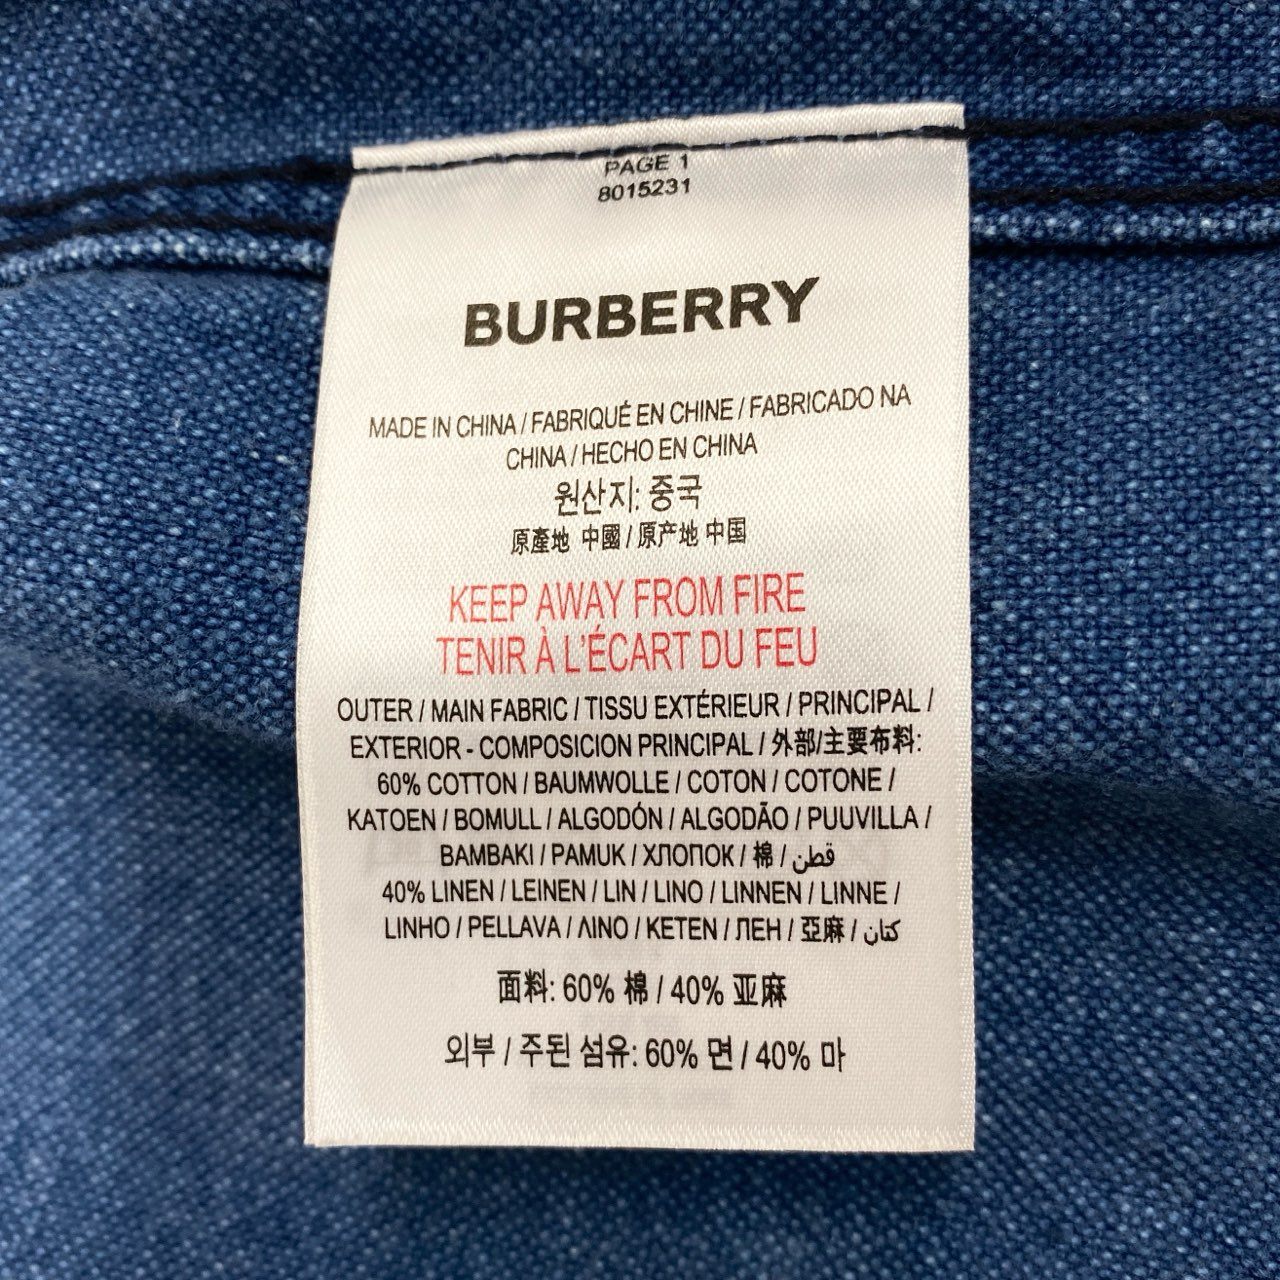 PAGE 1
8015231
BURBERRY
MADE IN CHINA / FABRIQUÉ EN CHINE / FABRICADO NA
CHINA / HECHO EN CHINA
원산지: 중국
原產地 中國 / 原产地 中国
KEEP AWAY FROM FIRE
TENIR À L'ÉCART DU FEU
OUTER / MAIN FABRIC / TISSU EXTÉRIEUR / PRINCIPAL /
EXTERIOR - COMPOSICION PRINCIPAL / 外部/主要布料:
60% COTTON / BAUMWOLLE / COTON / COTONE /
KATOEN / BOMULL / ALGODÓN / ALGODÃO / PUUVILLA /
BAMBAKI / PAMUK / ХЛОПОК / 棉 / قطن
40% LINEN / LEINEN / LIN / LINO / LINNEN / LINNE /
LINHO / PELLAVA / ΛΙΝΟ / KETEN / ЛЕН / 亞麻 / كتان
面料: 60% 棉 / 40% 亚麻
외부 / 주된 섬유: 60% 면 / 40% 마